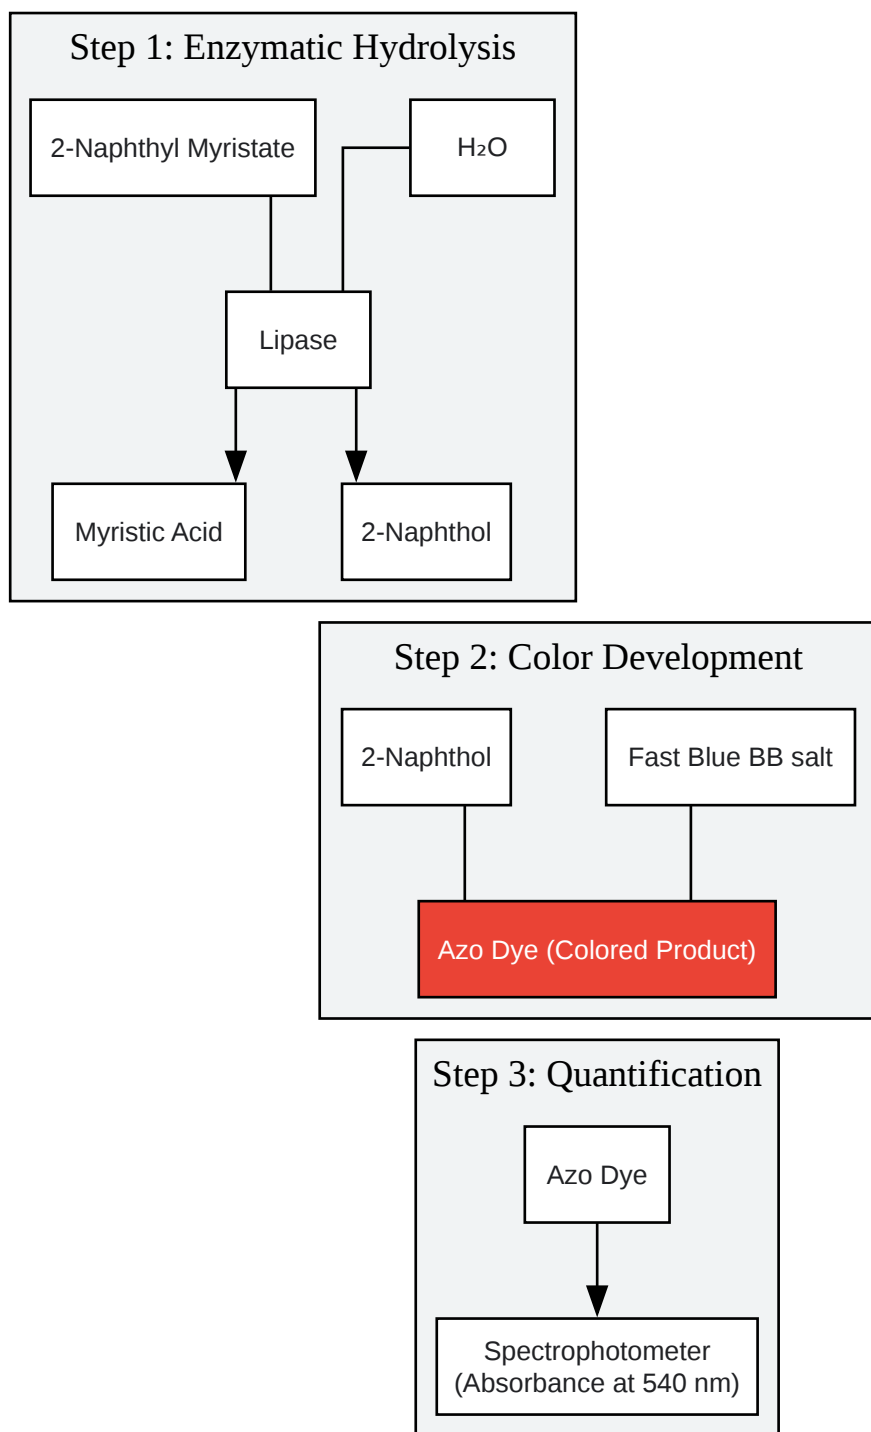 Step 1: Enzymatic Hydrolysis
2-Naphthyl Myristate
H₂O
Lipase
Myristic Acid
2-Naphthol
Step 2: Color Development
2-Naphthol
Fast Blue BB salt
Azo Dye (Colored Product)
Step 3: Quantification
Azo Dye
Spectrophotometer
(Absorbance at 540 nm)